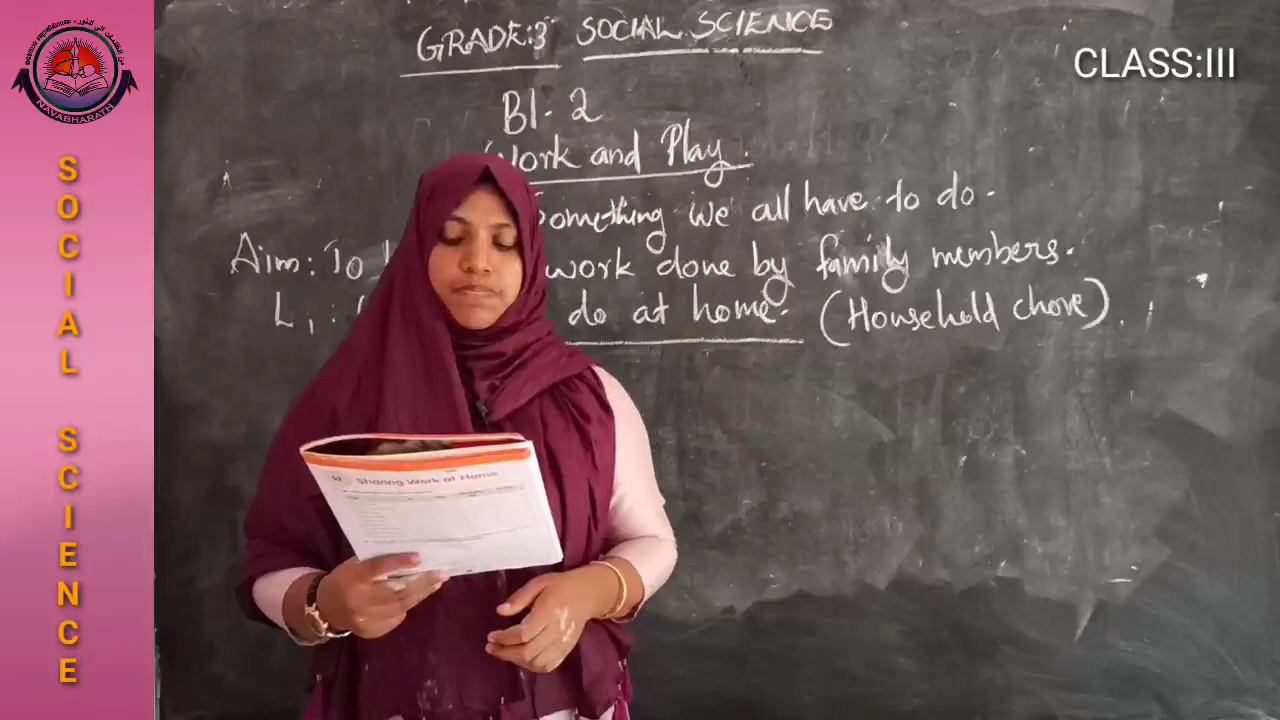 GRADE:3 SOCIAL SCIENCE
CLASS:III
Bl- 2
Work and Play.
Something we all have to do.
Aim: To work done by family members.
L1: do at home. (Household chore).
Sharing Work at Home
NAVABHARATH
SOCIAL SCIENCE